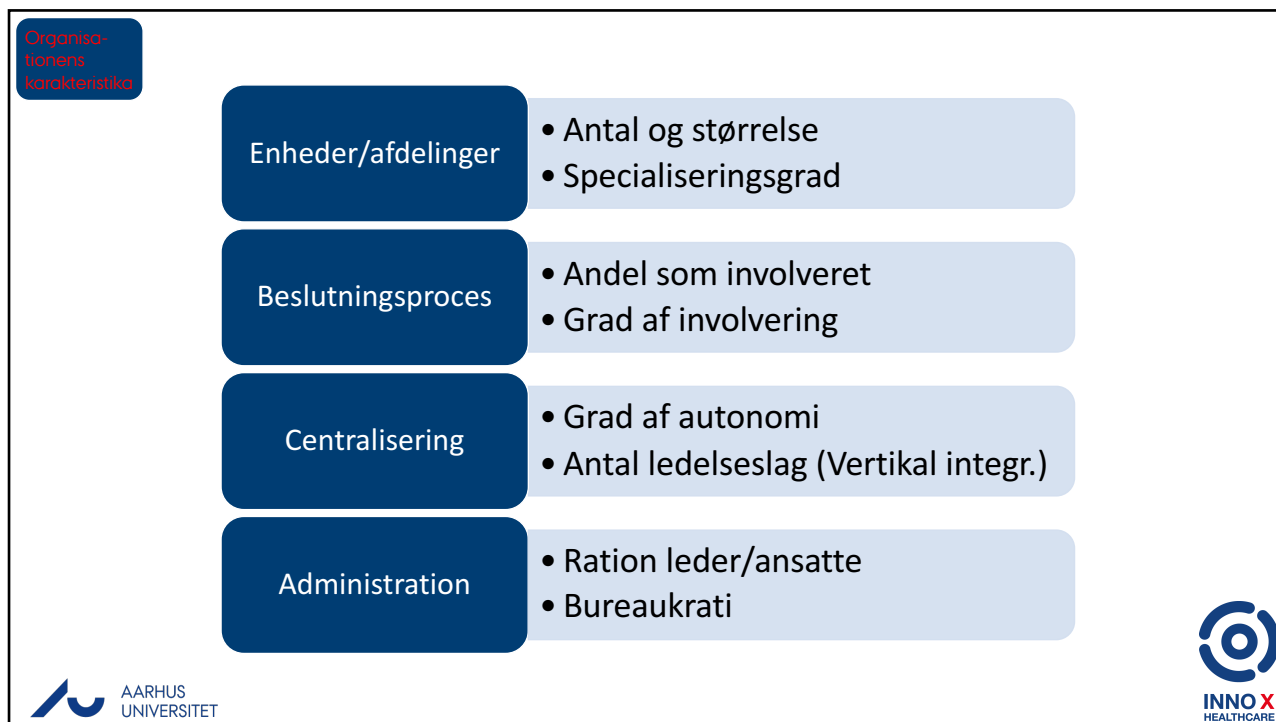 Organisa-
tionens
karakteristika
Enheder/afdelinger
• Antal og størrelse
• Specialiseringsgrad
Beslutningsproces
• Andel som involveret
• Grad af involvering
Centralisering
• Grad af autonomi
• Antal ledelseslag (Vertikal integr.)
Administration
• Ration leder/ansatte
• Bureaukrati
AARHUS
UNIVERSITET
INNO X
HEALTHCARE